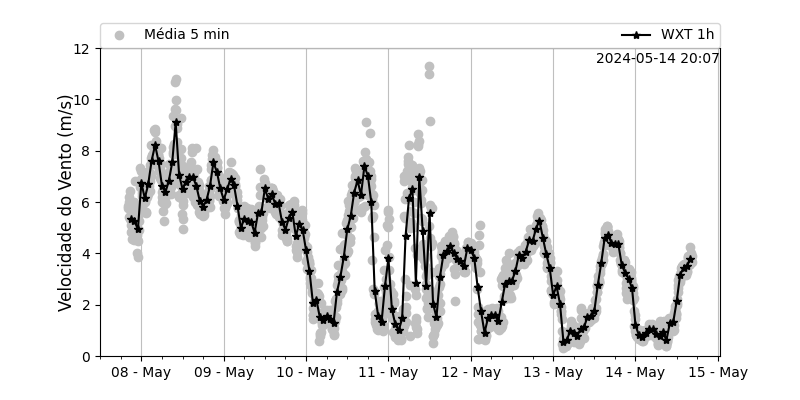 Média 5 min
WXT 1h
2024-05-14 20:07
Velocidade do Vento (m/s)
12
10
8
6
4
2
0
08 - May
09 - May
10 - May
11 - May
12 - May
13 - May
14 - May
15 - May